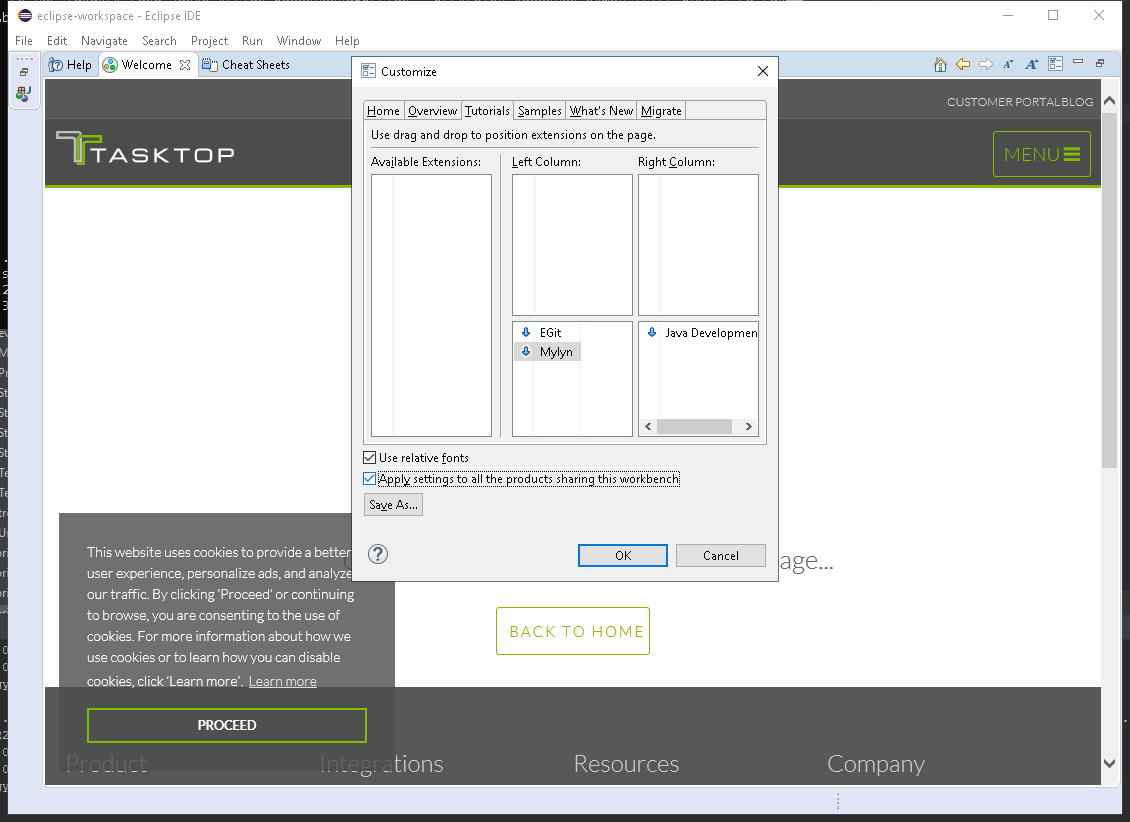 eclipse-workspace - Eclipse IDE
File Edit Navigate Search Project Run Window Help
Help Welcome Cheat Sheets
CUSTOMER PORTAL BLOG
TASKTOP
MENU
Customize
Home Overview Tutorials Samples What's New Migrate
Use drag and drop to position extensions on the page.
Available Extensions: Left Column: Right Column:
EGit
Mylyn
Java Developmen
Use relative fonts
Apply settings to all the products sharing this workbench
Save As...
OK Cancel
age...
BACK TO HOME
This website uses cookies to provide a better
user experience, personalize ads, and analyze
our traffic. By clicking ‘Proceed’ or continuing
to browse, you are consenting to the use of
cookies. For more information about how we
use cookies or to learn how you can disable
cookies, click ‘Learn more’. Learn more
PROCEED
Product Integrations Resources Company